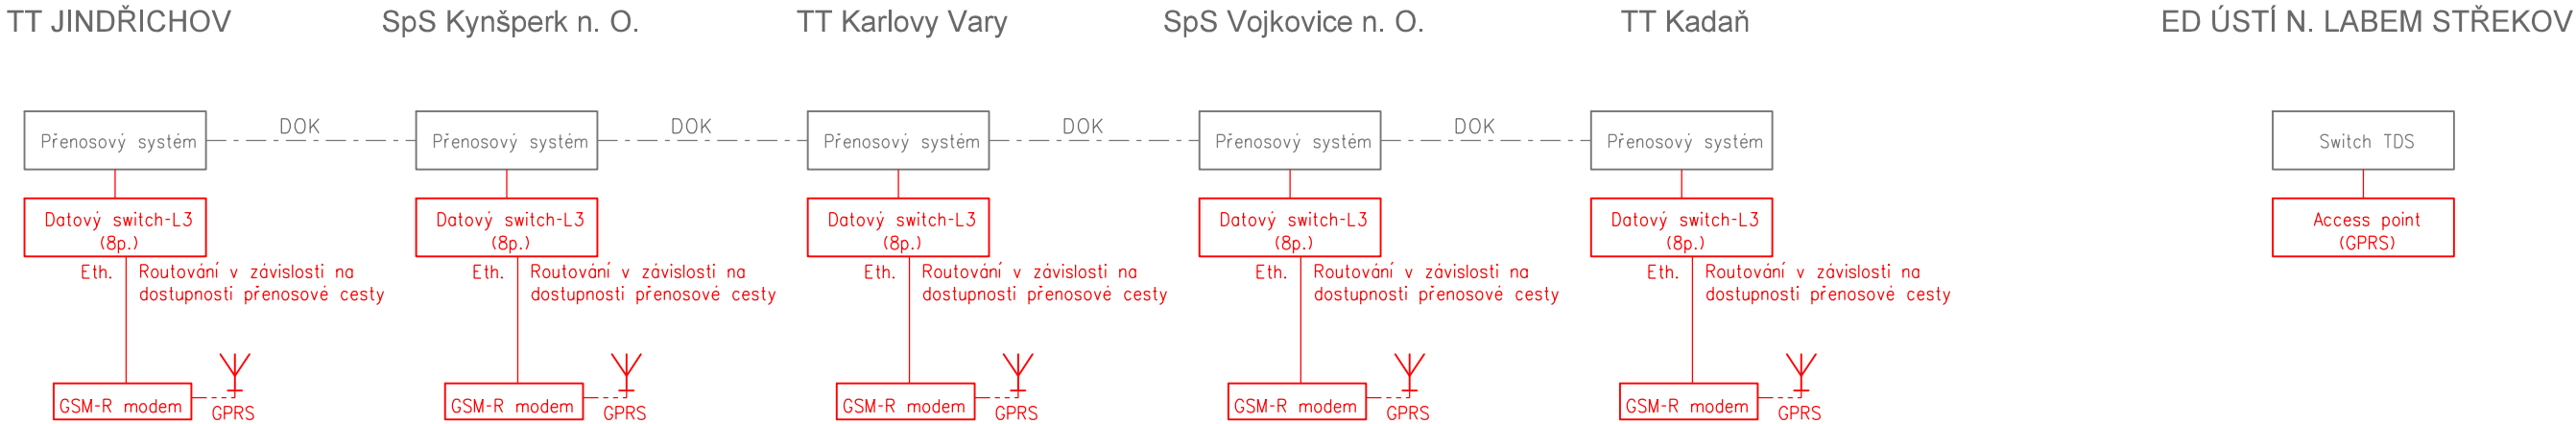 TT JINDŘICHOV
SpS Kynšperk n. O.
TT Karlovy Vary
SpS Vojkovice n. O.
TT Kadaň
ED ÚSTÍ N. LABEM STŘEKOV
Přenosový systém
DOK
Přenosový systém
DOK
Přenosový systém
DOK
Přenosový systém
DOK
Přenosový systém
Switch TDS
Datový switch-L3
(8p.)
Datový switch-L3
(8p.)
Datový switch-L3
(8p.)
Datový switch-L3
(8p.)
Datový switch-L3
(8p.)
Access point
(GPRS)
Eth.
Routování v závislosti na
dostupnosti přenosové cesty
Eth.
Routování v závislosti na
dostupnosti přenosové cesty
Eth.
Routování v závislosti na
dostupnosti přenosové cesty
Eth.
Routování v závislosti na
dostupnosti přenosové cesty
Eth.
Routování v závislosti na
dostupnosti přenosové cesty
GSM-R modem
GPRS
GSM-R modem
GPRS
GSM-R modem
GPRS
GSM-R modem
GPRS
GSM-R modem
GPRS